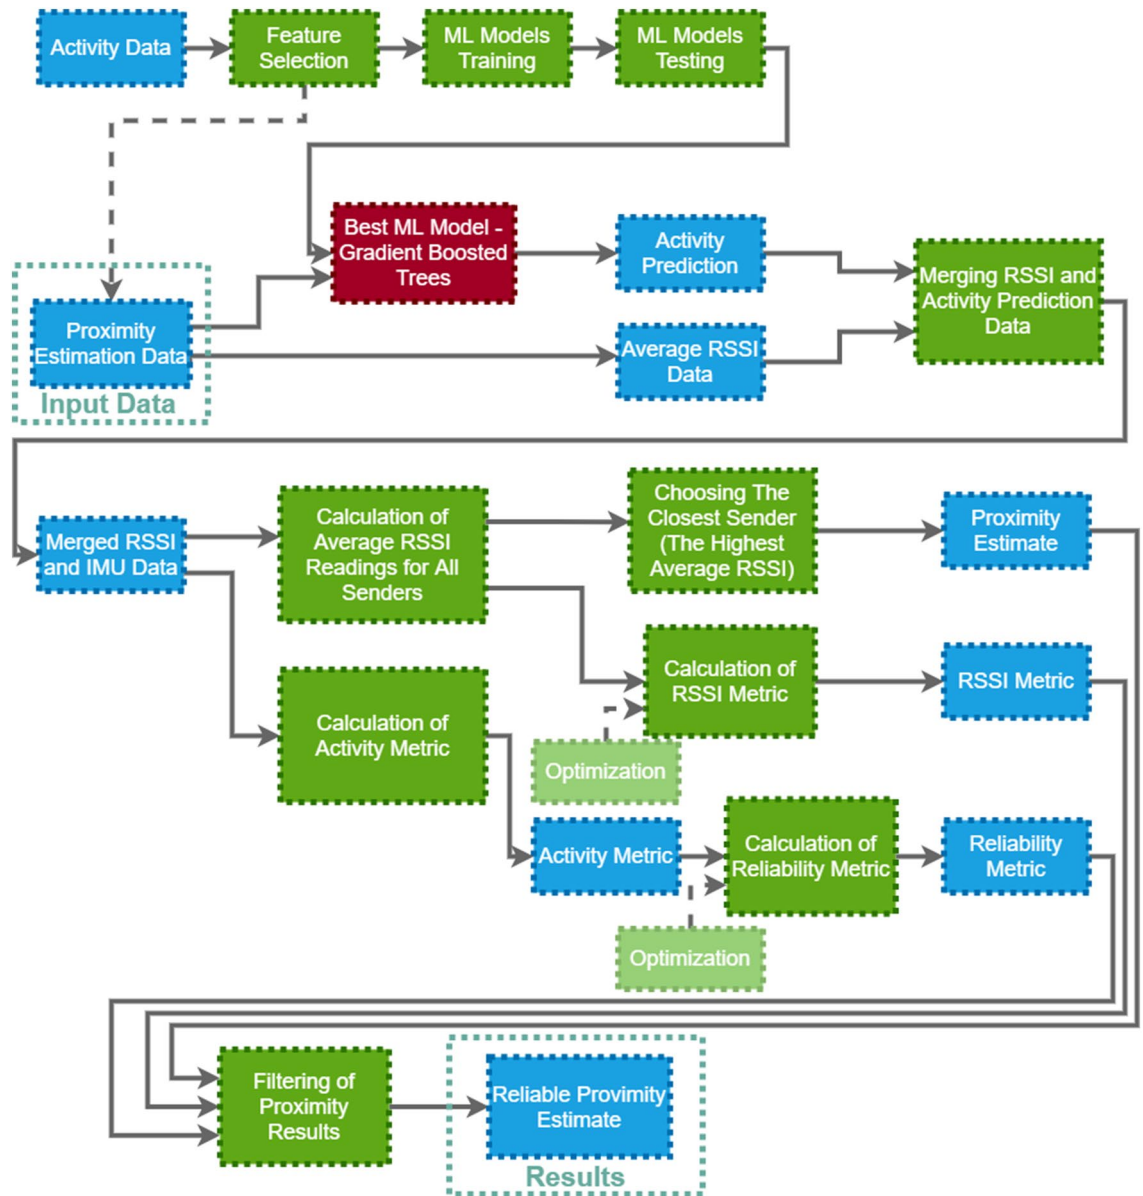 Activity Data
Feature
Selection
ML Models
Training
ML Models
Testing
Best ML Model -
Gradient Boosted
Trees
Activity
Prediction
Merging RSSI and
Activity Prediction
Data
Proximity
Estimation Data
Input Data
Average RSSI
Data
Merged RSSI
and IMU Data
Calculation of
Average RSSI
Readings for All
Senders
Choosing The
Closest Sender
(The Highest
Average RSSI)
Proximity
Estimate
Calculation of
RSSI Metric
RSSI Metric
Calculation of
Activity Metric
Optimization
Activity Metric
Calculation of
Reliability Metric
Reliability
Metric
Optimization
Filtering of
Proximity
Results
Reliable Provimity
Estimate
Results